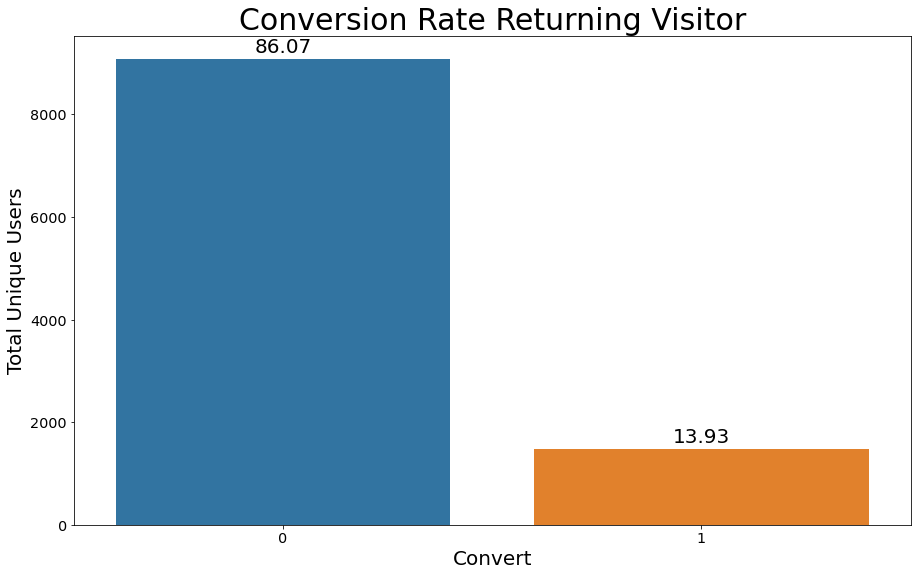 Conversion Rate Returning Visitor
86.07
13.93
Total Unique Users
8000
6000
4000
2000
0
0 1
Convert